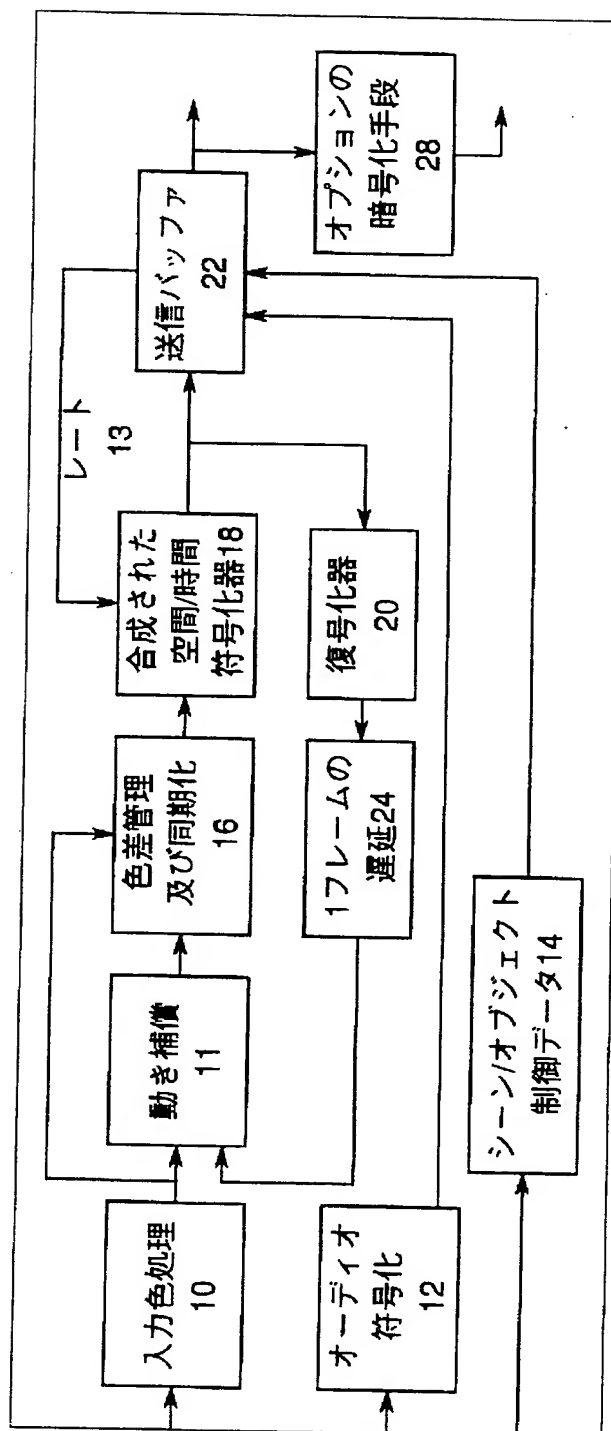 入力色処理
10
動き補償
11
色差管理
及び同期化
16
合成された
空間/時間
符号化器18
レート
13
送信バッファ
22
オプションの
暗号化手段
28
復号化器
20
1フレームの
遅延24
オーディオ
符号化
12
シーン/オブジェクト
制御データ14